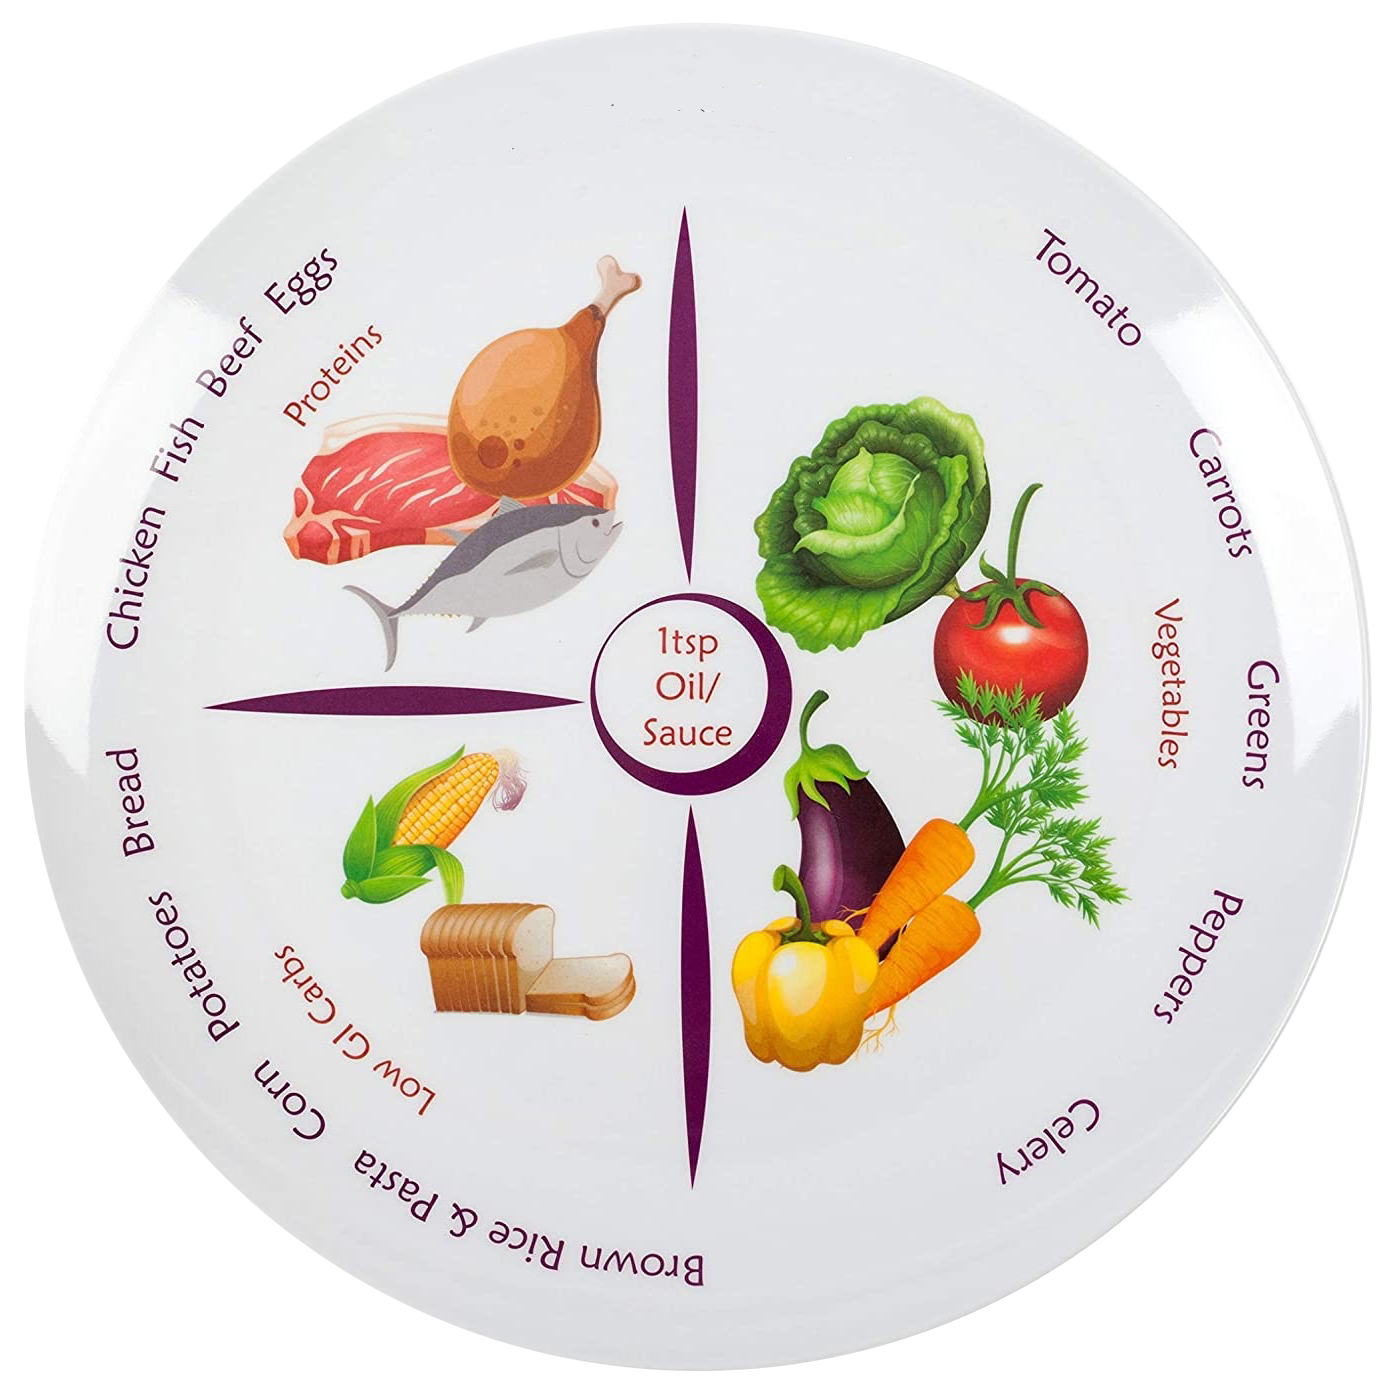 Eggs
Beef
Fish
Chicken
Proteins
Tomato
Carrots
Greens
Peppers
Celery
Vegetables
1tsp
Oil/
Sauce
Bread
Potatoes
Corn
Brown Rice & Pasta
Low GI Carbs